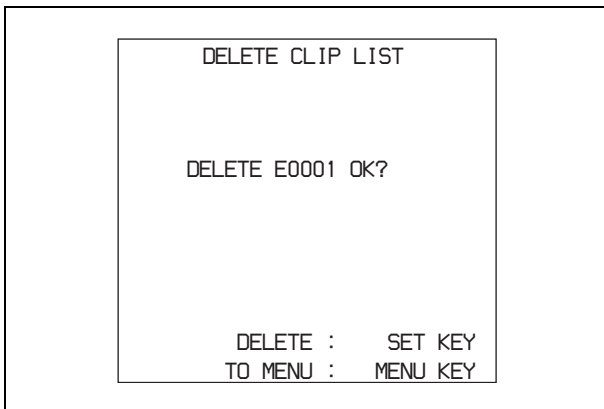 DELETE CLIP LIST
DELETE E0001 OK?
DELETE : SET KEY
TO MENU : MENU KEY